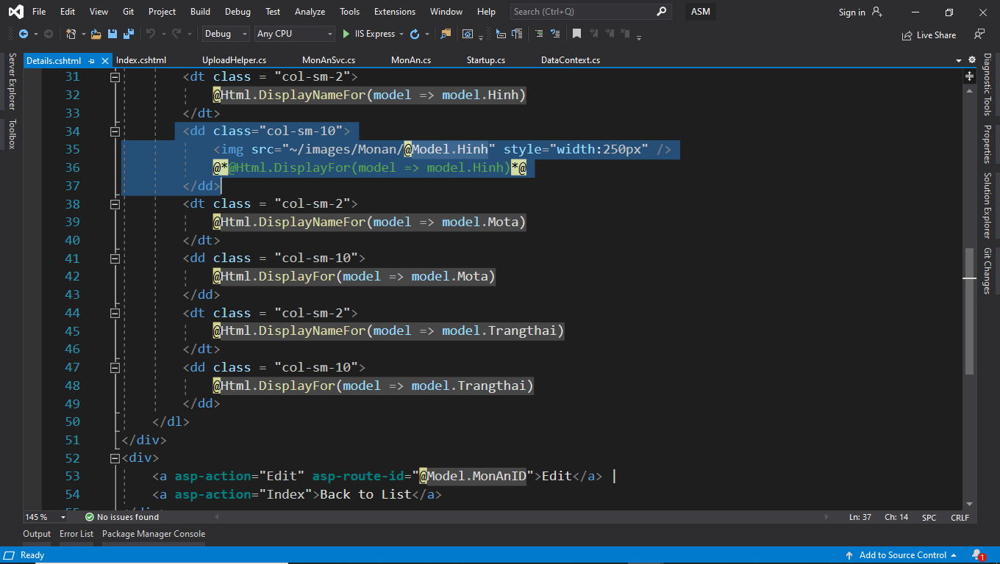 File Edit View Git Project Build Debug Test Analyze Tools Extensions Window Help Search (Ctrl+Q) ASM Sign in
Debug Any CPU IIS Express Live Share
Details.cshtml Index.cshtml UploadHelper.cs MonAnSvc.cs MonAn.cs Startup.cs DataContext.cs
Server Explorer
Toolbox
31 <dt class = "col-sm-2">
32 @Html.DisplayNameFor(model => model.Hinh)
33 </dt>
34 <dd class="col-sm-10">
35 <img src="~/images/Monan/@Model.Hinh" style="width:250px" />
36 @*@Html.DisplayFor(model => model.Hinh)*@
37 </dd>
38 <dt class = "col-sm-2">
39 @Html.DisplayNameFor(model => model.Mota)
40 </dt>
41 <dd class = "col-sm-10">
42 @Html.DisplayFor(model => model.Mota)
43 </dd>
44 <dt class = "col-sm-2">
45 @Html.DisplayNameFor(model => model.Trangthai)
46 </dt>
47 <dd class = "col-sm-10">
48 @Html.DisplayFor(model => model.Trangthai)
49 </dd>
50 </dl>
51 </div>
52 <div>
53 <a asp-action="Edit" asp-route-id="@Model.MonAnID">Edit</a> |
54 <a asp-action="Index">Back to List</a>
Diagnostic Tools
Properties
Solution Explorer
Git Changes
145 % No issues found Ln: 37 Ch: 14 SPC CRLF
Output Error List Package Manager Console
Ready Add to Source Control 1